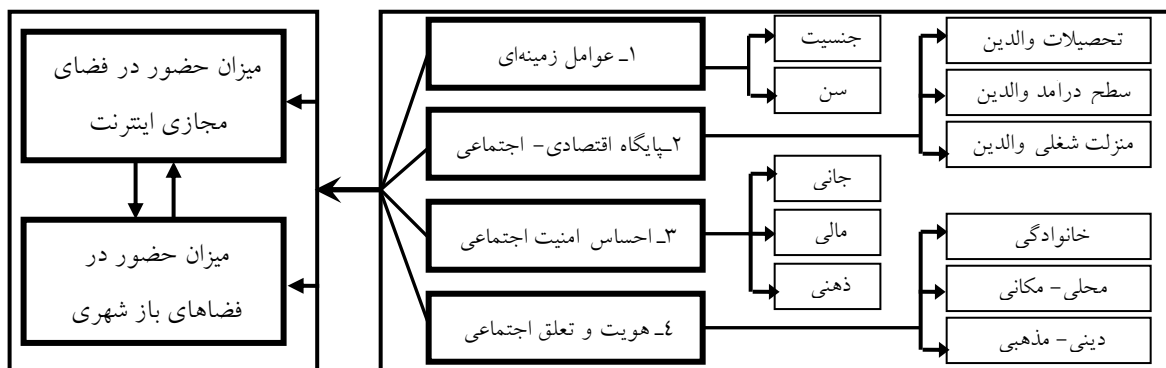 تحصیلات والدین
سطح درامد والدین
منزلت شغلی والدین
جنسیت
سن
۱ـ عوامل زمینه‌ای
۲ـپایگاه اقتصادی- اجتماعی
جانی
مالی
ذهنی
۳ـ احساس امنیت اجتماعی
خانوادگی
محلی- مکانی
دینی- مذهبی
٤ـ هویت و تعلق اجتماعی
میزان حضور در فضای
مجازی اینترنت
میزان حضور در
فضاهای باز شهری